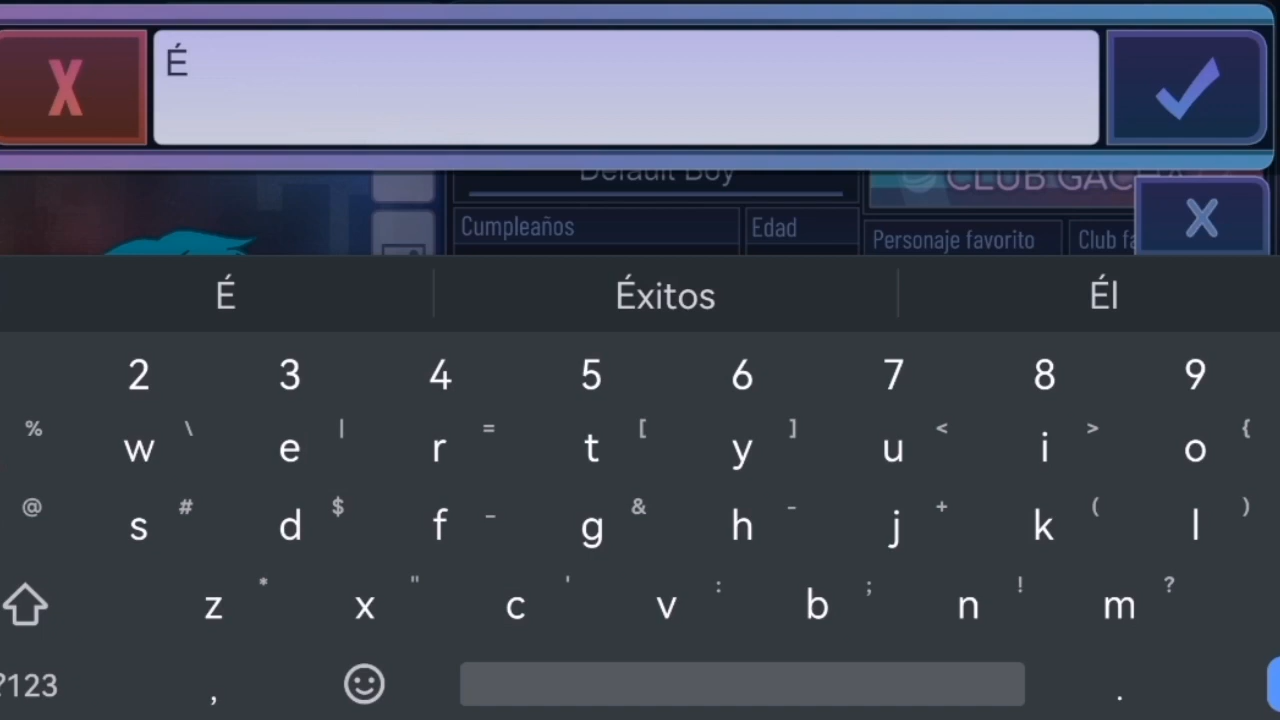 X É
Default Boy CLUB GACHA
Cumpleaños Edad Personaje favorito Club fa X
É Éxitos Él
2 3 4 5 6 7 8 9
% w \ e | r = t [ y ] u < i > o {
@ s # d $ f _ g & h - j + k ( l )
z * x " c ' v : b ; n ! m ?
?123 , .